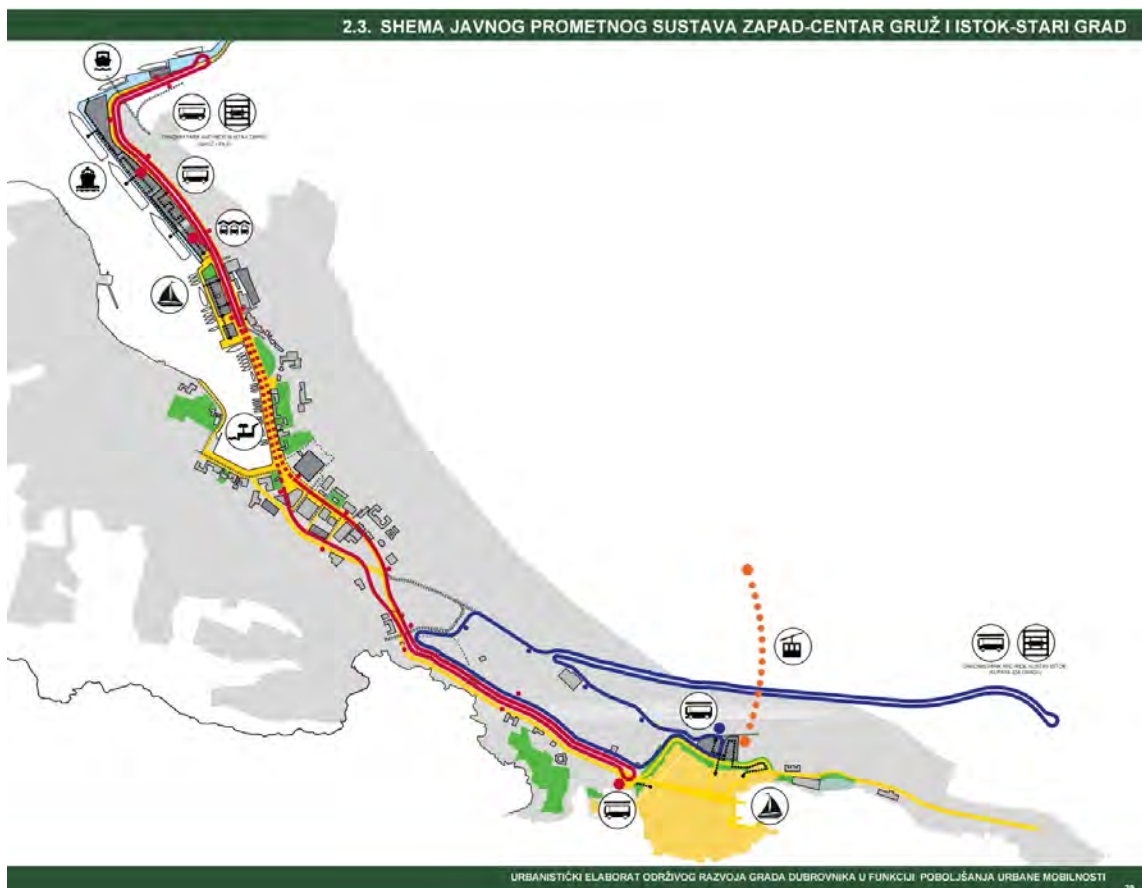 2.3. SHEMA JAVNOG PROMETNOG SUSTAVA ZAPAD-CENTAR GRUŽ I ISTOK-STARI GRAD
URBANISTIČKI ELABORAT ODRŽIVOG RAZVOJA GRADA DUBROVNIKA U FUNKCIJI POBOLJŠANJA URBANE MOBILNOSTI